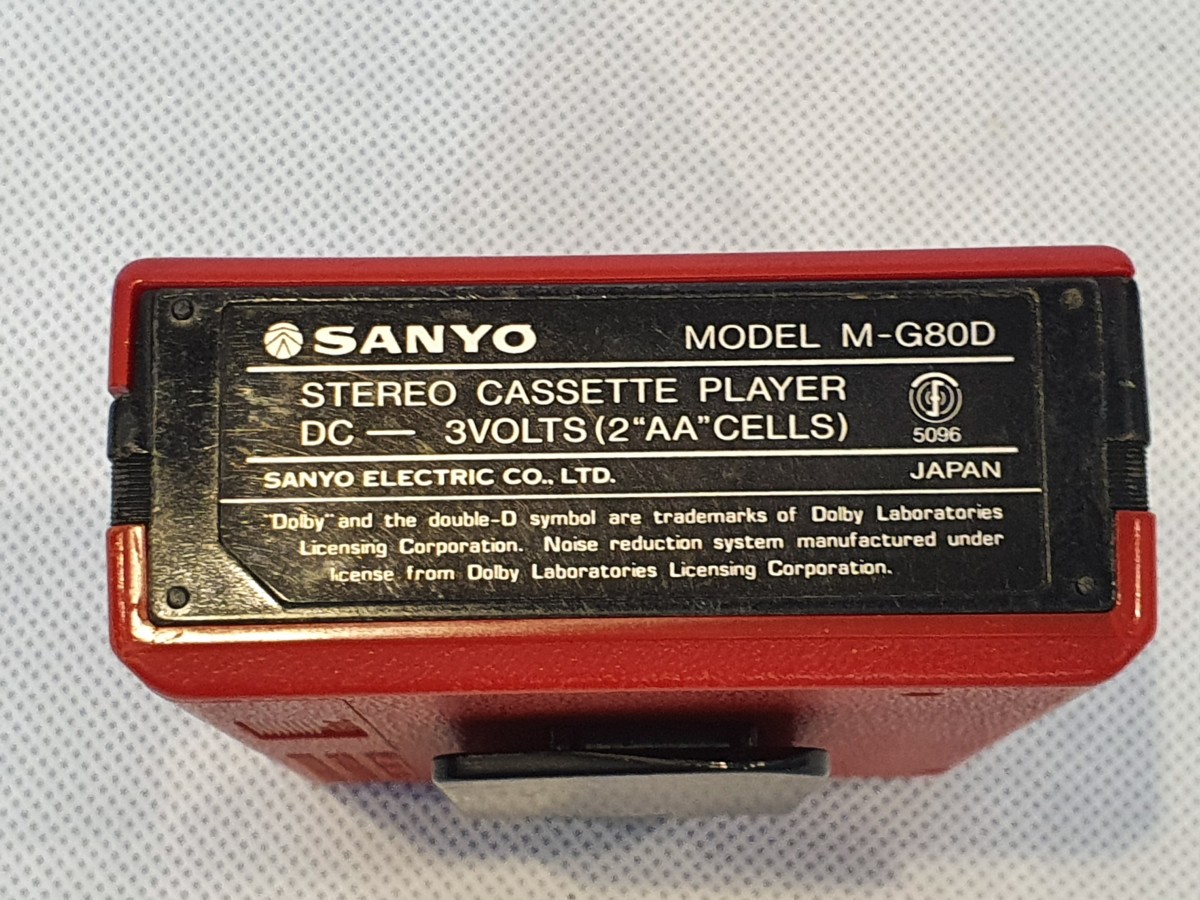 SANYO MODEL M-G80D
STEREO CASSETTE PLAYER
DC — 3VOLTS (2“AA”CELLS)
5096
SANYO ELECTRIC CO., LTD. JAPAN
"Dolby" and the double-D symbol are trademarks of Dolby Laboratories
Licensing Corporation. Noise reduction system manufactured under
license from Dolby Laboratories Licensing Corporation.